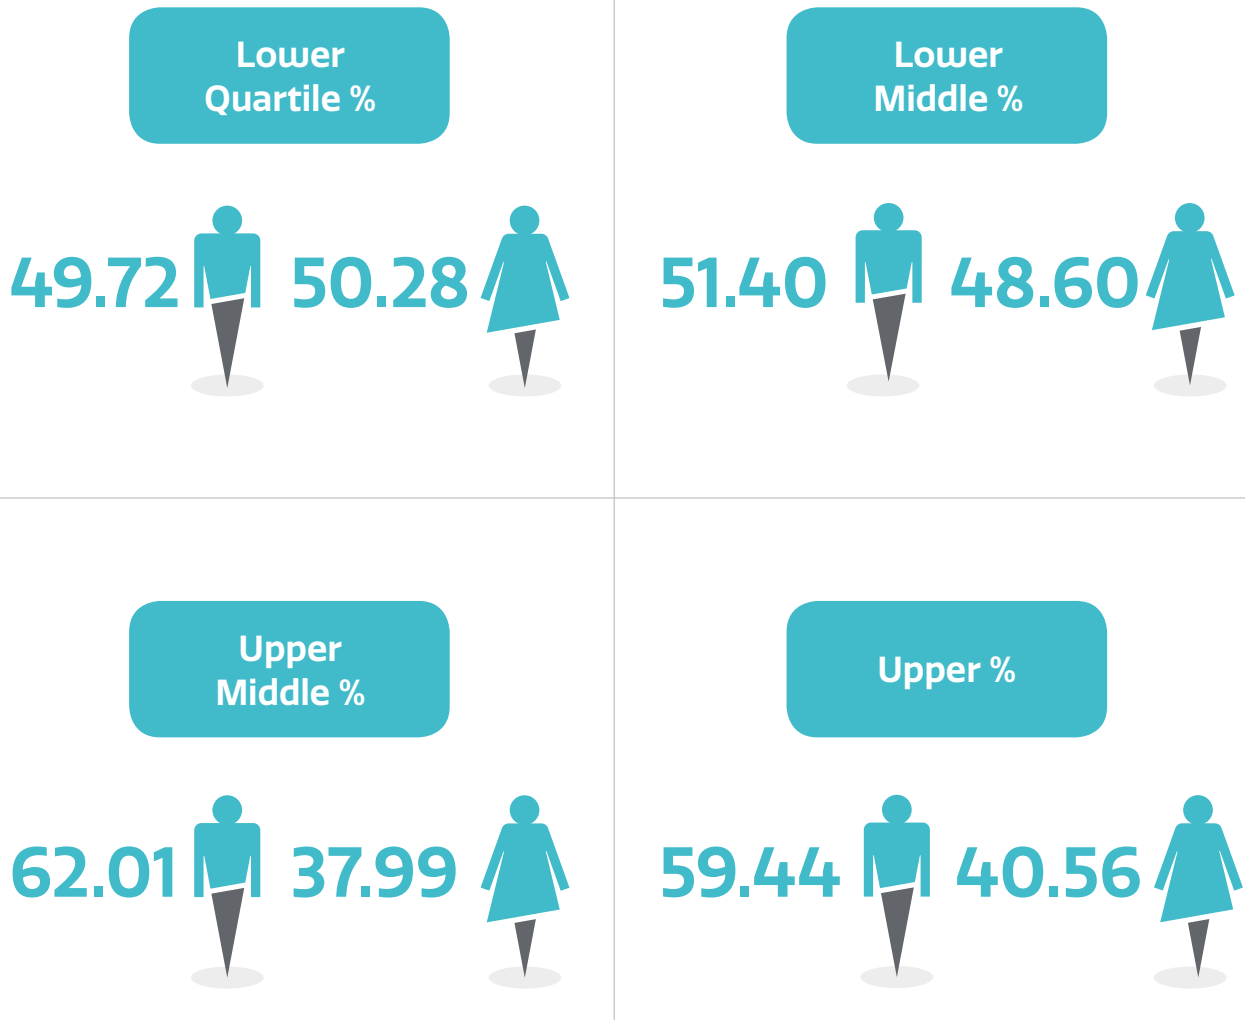 Lower
Quartile %
49.72
50.28
Lower
Middle %
51.40
48.60
Upper
Middle %
62.01
37.99
Upper %
59.44
40.56